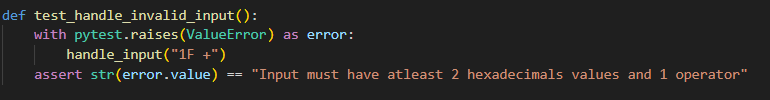 def test_handle_invalid_input():
    with pytest.raises(ValueError) as error:
        handle_input("1F +")
    assert str(error.value) == "Input must have atleast 2 hexadecimals values and 1 operator"